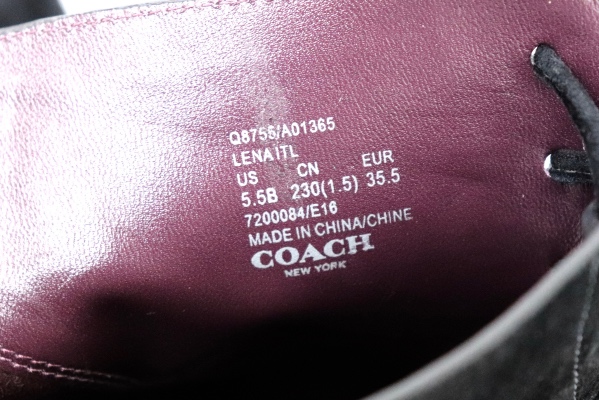 Q8755/A01365
LENA ITL
US CN EUR
5.5B 230(1.5) 35.5
7200084/E16
MADE IN CHINA/CHINE
COACH
NEW YORK